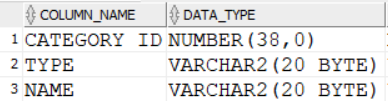 COLUMN_NAME DATA_TYPE
1 CATEGORY ID NUMBER(38,0)
2 TYPE VARCHAR2(20 BYTE)
3 NAME VARCHAR2(20 BYTE)